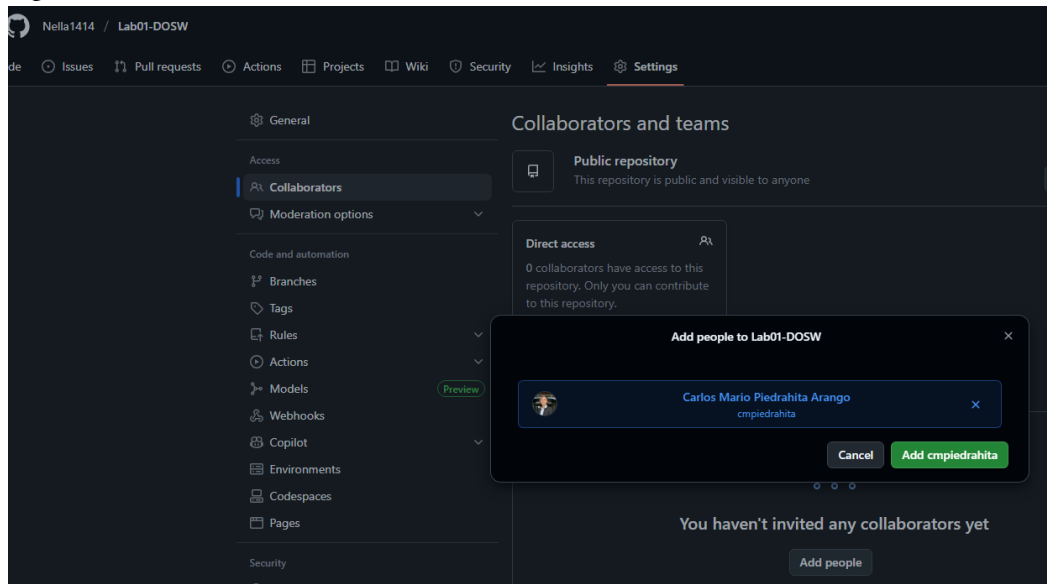 Nella1414 / Lab01-DOSW
de Issues Pull requests Actions Projects Wiki Security Insights Settings
General
Access
Collaborators
Moderation options
Code and automation
Branches
Tags
Rules
Actions
Models Preview
Webhooks
Copilot
Environments
Codespaces
Pages
Security
Collaborators and teams
Public repository
This repository is public and visible to anyone
Direct access
0 collaborators have access to this
repository. Only you can contribute
to this repository.
Add people to Lab01-DOSW
Carlos Mario Piedrahita Arango
cmpiedrahita
Cancel Add cmpiedrahita
You haven't invited any collaborators yet
Add people